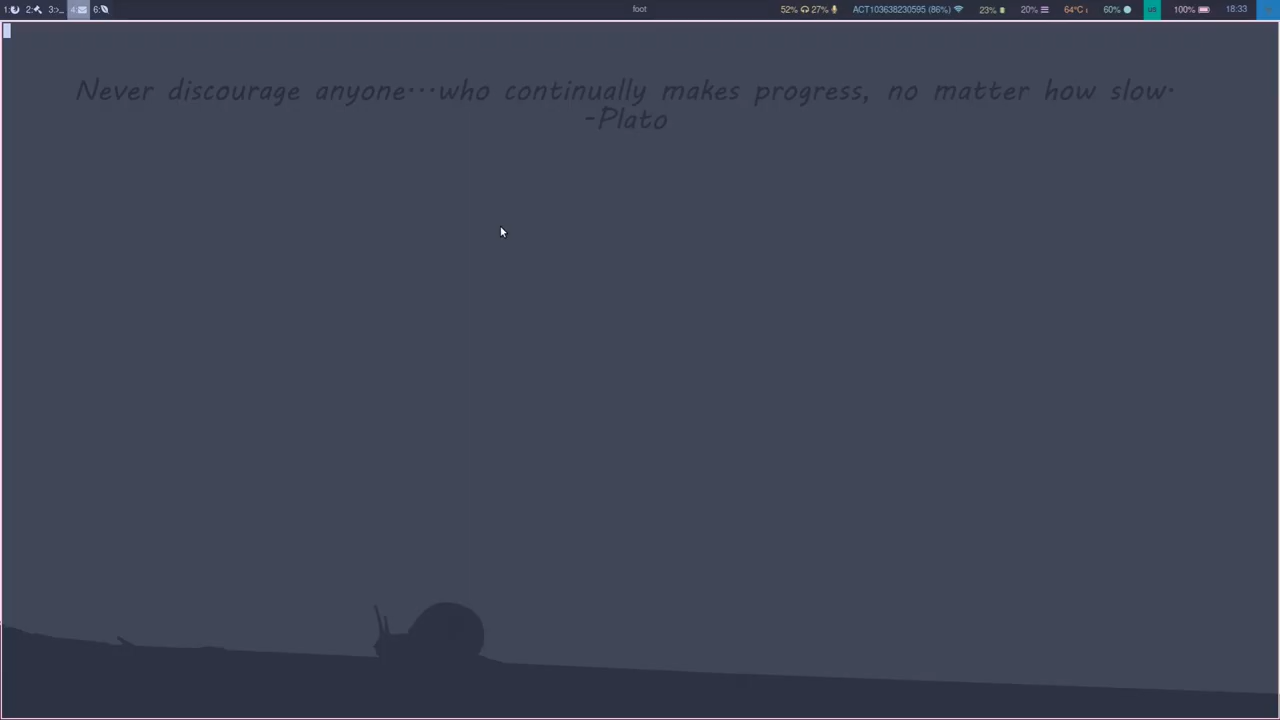 1: 2: 3: 4: 6: foot 52% 27% ACT103638230595 (86%) 23% 20% 64°C 60% us 100% 18:33
Never discourage anyone...who continually makes progress, no matter how slow.
-Plato